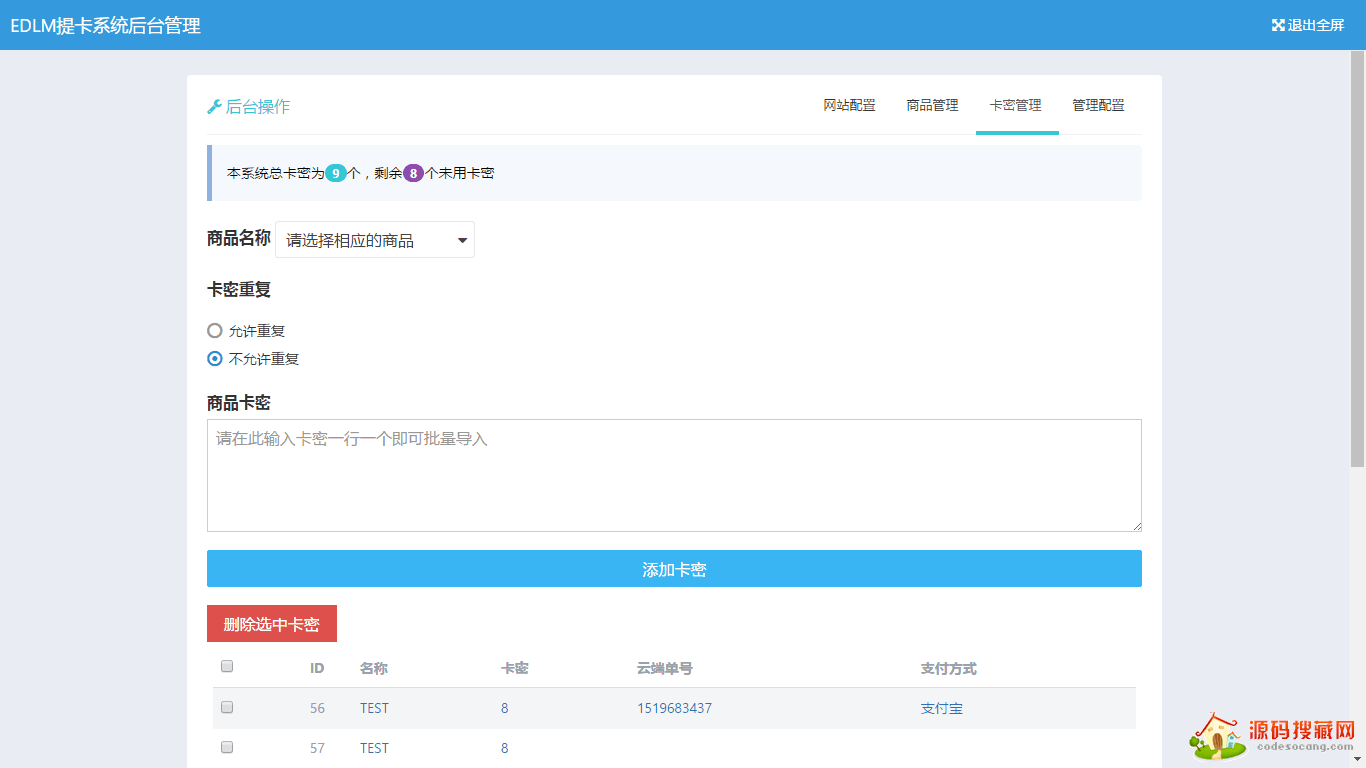 EDLM提卡系统后台管理
退出全屏
后台操作
网站配置 商品管理 卡密管理 管理配置
本系统总卡密为9个，剩余8个未用卡密
商品名称 请选择相应的商品
卡密重复
允许重复
不允许重复
商品卡密
请在此输入卡密一行一个即可批量导入
添加卡密
删除选中卡密
ID 名称 卡密 云端单号 支付方式
56 TEST 8 1519683437 支付宝
57 TEST 8
源码搜藏网
codesocang.com